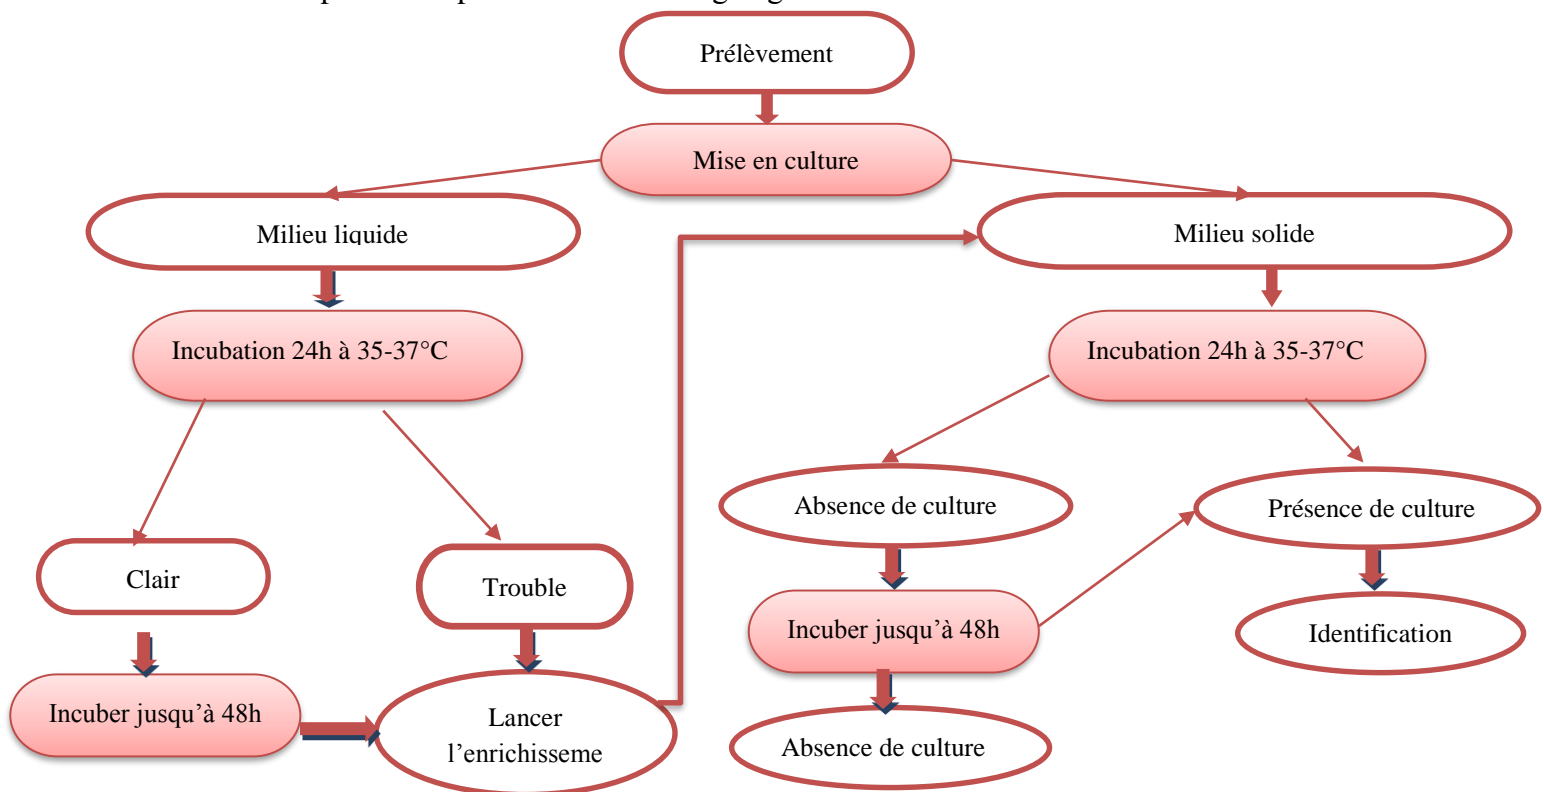 Prélèvement
Mise en culture
Milieu liquide
Milieu solide
Incubation 24h à 35-37°C
Incubation 24h à 35-37°C
Absence de culture
Présence de culture
Clair
Trouble
Incuber jusqu’à 48h
Identification
Incuber jusqu’à 48h
Lancer
l’enrichisseme
Absence de culture